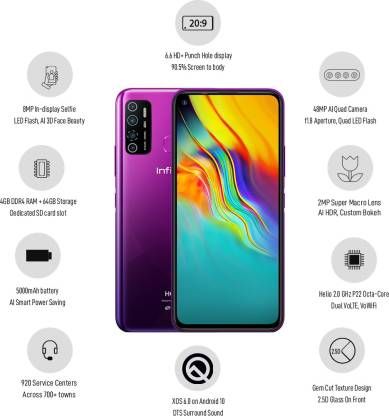 20:9
6.6 HD+ Punch Hole display
90.5% Screen to body
8MP In-display Selfie
LED Flash, AI 3D Face Beauty
48MP AI Quad Camera
f1.8 Aperture, Quad LED Flash
4GB DDR4 RAM + 64GB Storage
Dedicated SD card slot
2MP Super Macro Lens
AI HDR, Custom Bokeh
Infi
5000mAh battery
AI Smart Power Saving
Helio 2.0 GHz P22 Octa-Core
Dual VoLTE, VoWiFi
HO
920 Service Centers
Across 700+ towns
XOS 6.0 on Android 10
DTS Surround Sound
2.5D
Gem Cut Texture Design
2.5D Glass On Front